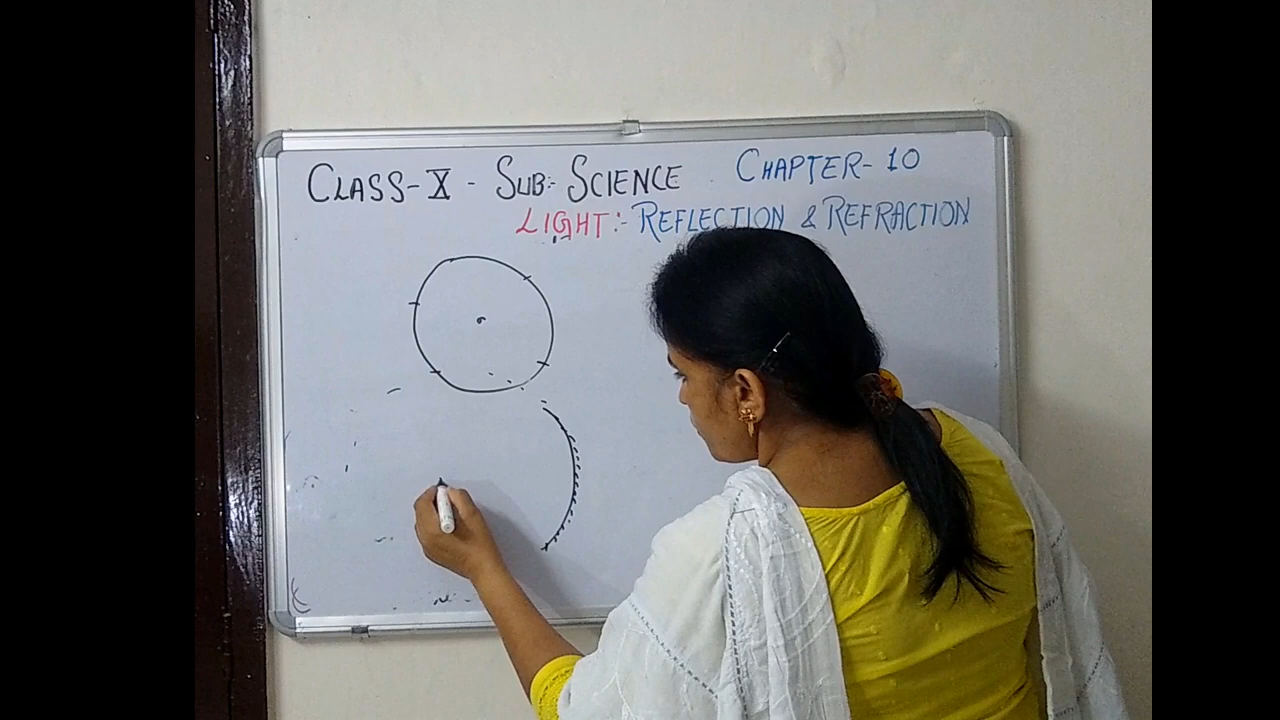 CLASS-X - SUB:- SCIENCE CHAPTER-10
LIGHT:- REFLECTION & REFRACTION